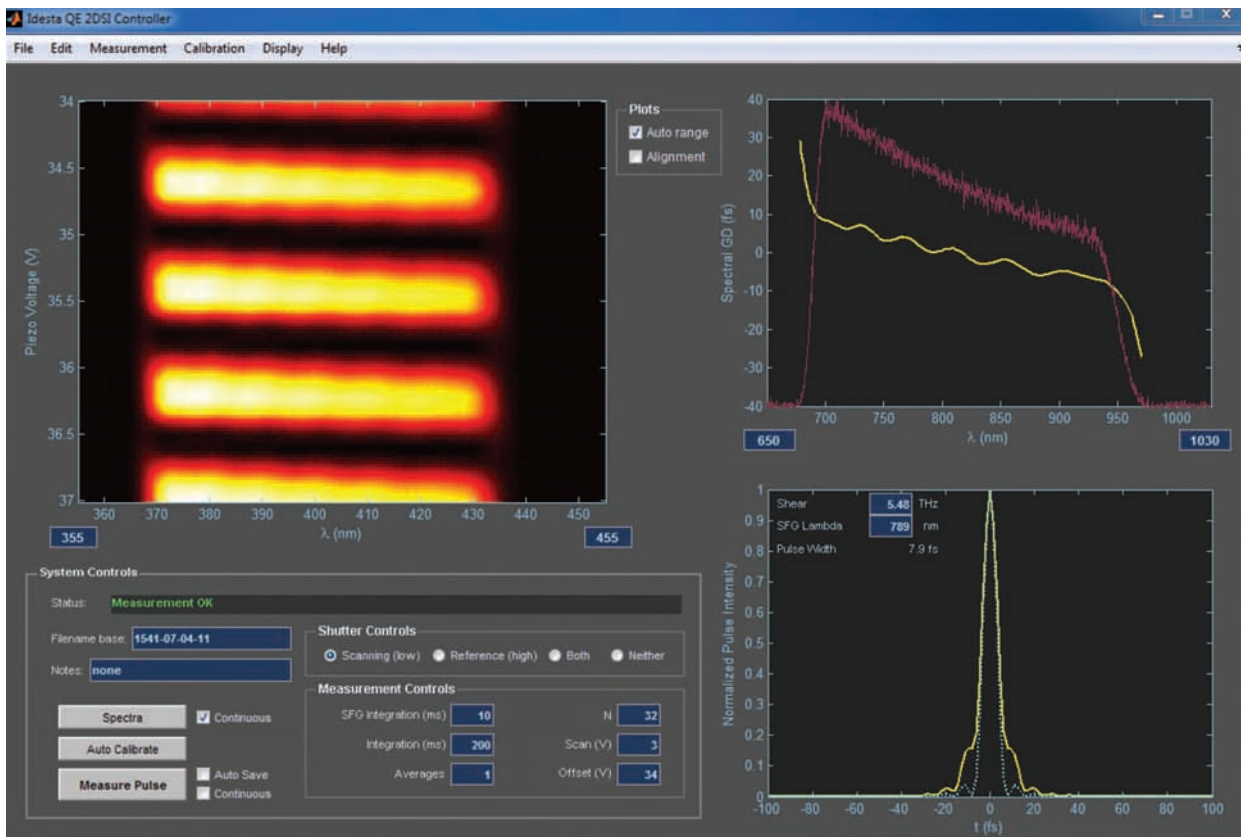 Idesta QE 2DSI Controller
File Edit Measurement Calibration Display Help
34
34.5
35
35.5
36
36.5
37
Piezo Voltage (V)
360 370 380 390 400 410 420 430 440 450
λ (nm)
355
455
Plots
Auto range
Alignment
40
30
20
10
0
-10
-20
-30
-40
Spectral GD (fs)
700 750 800 850 900 950 1000
λ (nm)
650
1030
System Controls
Status: Measurement OK
Filename base: 1541-07-04-11
Notes: none
Shutter Controls
Scanning (low) Reference (high) Both Neither
Spectra Continuous
Auto Calibrate
Measure Pulse
Auto Save
Continuous
Measurement Controls
SFG Integration (ms) 10 N 32
Integration (ms) 200 Scan (V) 3
Averages 1 Offset (V) 34
Shear 5.48 THz
SFG Lambda 789 nm
Pulse Width 7.9 fs
1
0.9
0.8
0.7
0.6
0.5
0.4
0.3
0.2
0.1
0
Normalized Pulse Intensity
-100 -80 -60 -40 -20 0 20 40 60 80 100
t (fs)